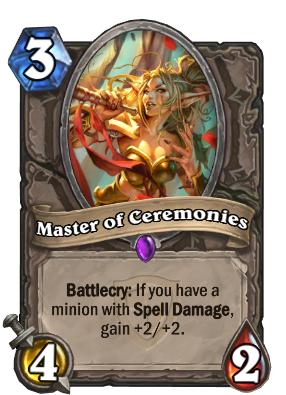 3
Master of Ceremonies
Battlecry: If you have a
minion with Spell Damage,
gain +2/+2.
4
2